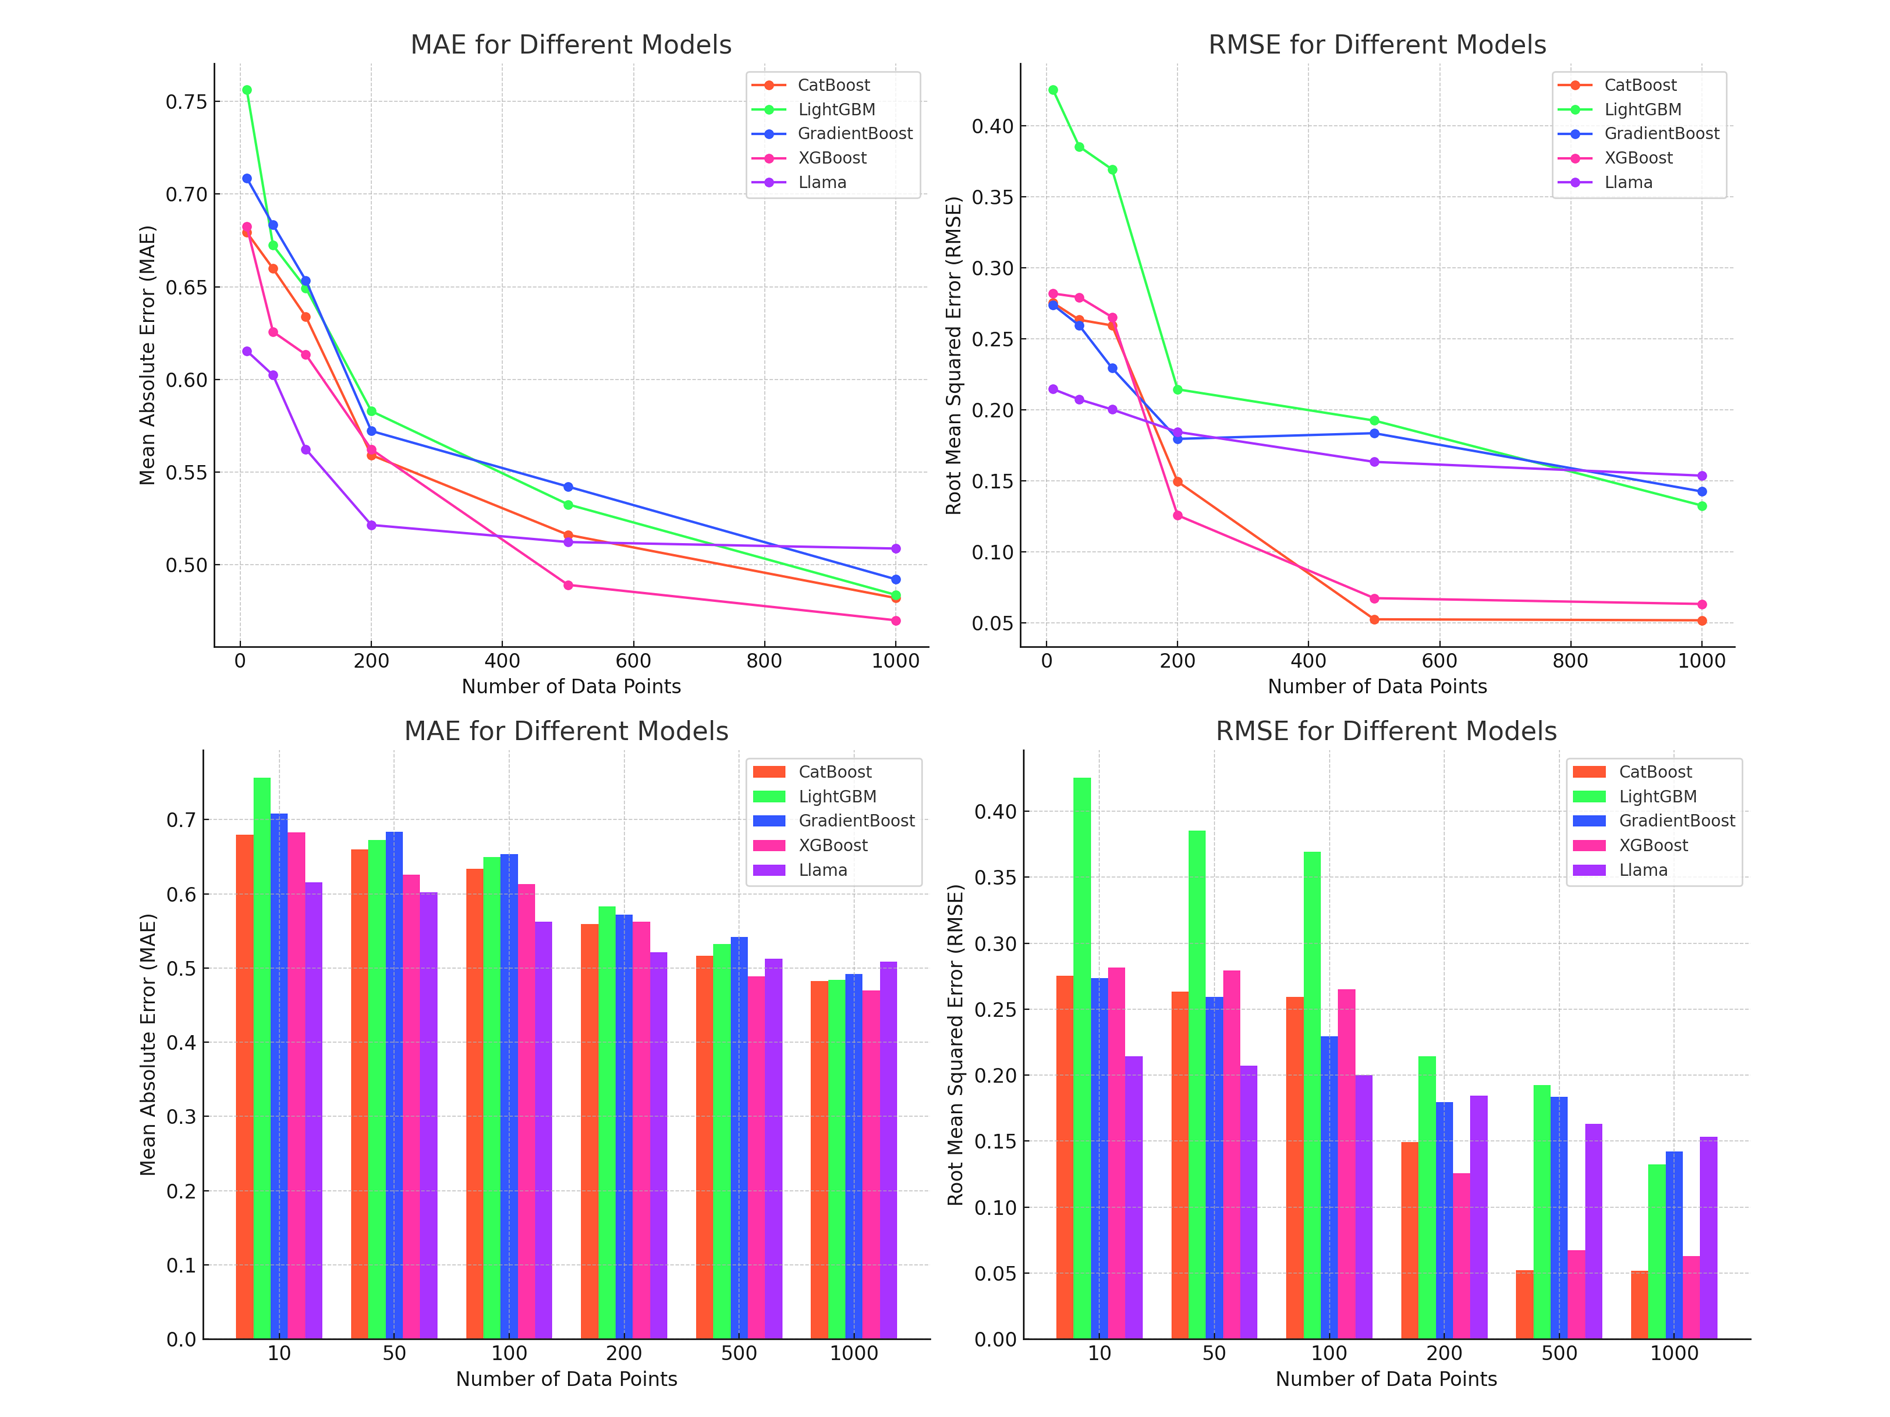 MAE for Different Models
0.75
0.70
0.65
0.60
0.55
0.50
Mean Absolute Error (MAE)
CatBoost
LightGBM
GradientBoost
XGBoost
Llama
0 200 400 600 800 1000
Number of Data Points
RMSE for Different Models
0.40
0.35
0.30
0.25
0.20
0.15
0.10
0.05
Root Mean Squared Error (RMSE)
CatBoost
LightGBM
GradientBoost
XGBoost
Llama
0 200 400 600 800 1000
Number of Data Points
MAE for Different Models
0.7
0.6
0.5
0.4
0.3
0.2
0.1
0.0
Mean Absolute Error (MAE)
CatBoost
LightGBM
GradientBoost
XGBoost
Llama
10 50 100 200 500 1000
Number of Data Points
RMSE for Different Models
0.40
0.35
0.30
0.25
0.20
0.15
0.10
0.05
0.00
Root Mean Squared Error (RMSE)
CatBoost
LightGBM
GradientBoost
XGBoost
Llama
10 50 100 200 500 1000
Number of Data Points